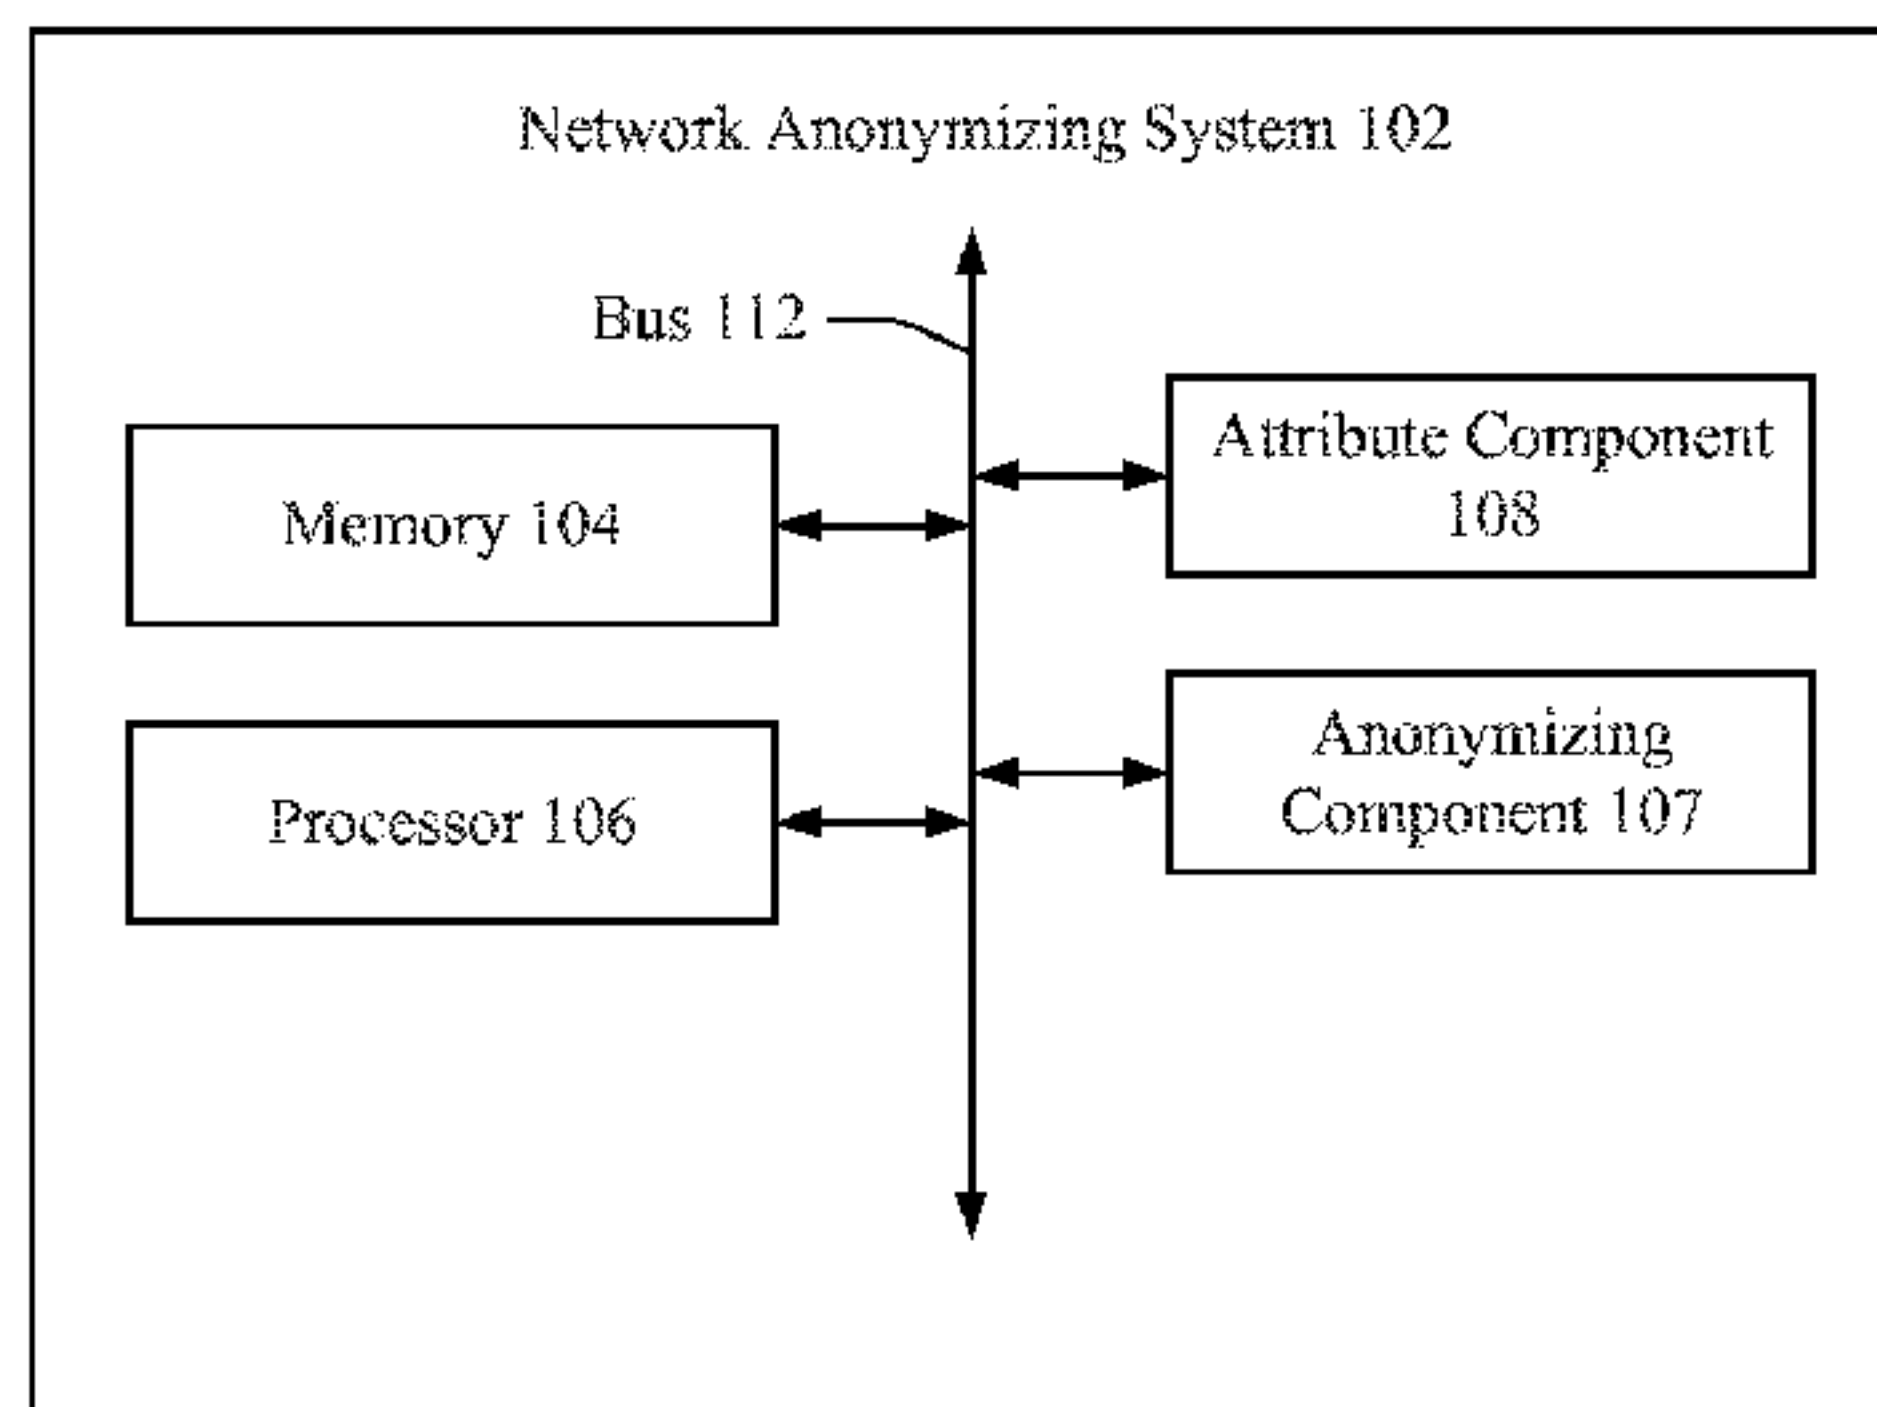 Network Anonymizing System 102
Bus 112
Attribute Component
108
Memory 104
Anonymizing
Component 107
Processor 106